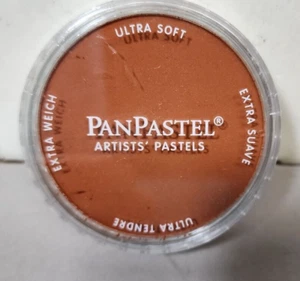 ULTRA SOFT
EXTRA WEICH
PANPASTEL®
ARTISTS' PASTELS
EXTRA SUAVE
ULTRA TENDRE